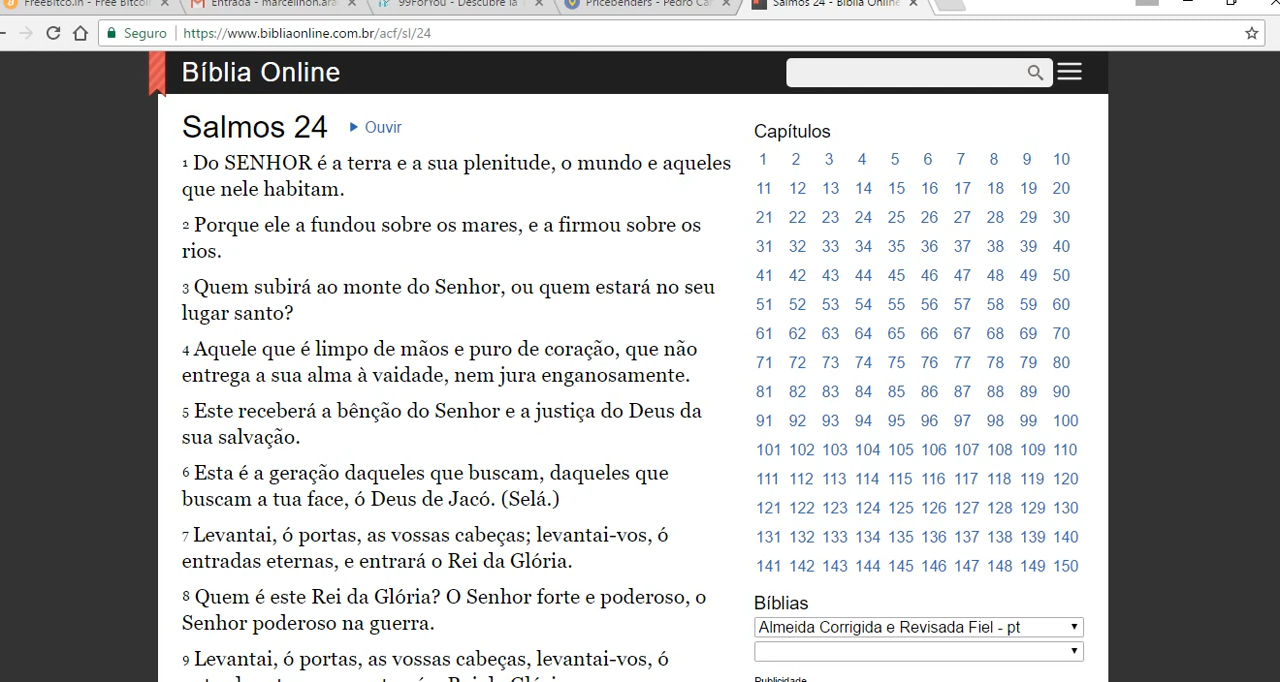 FreeBitco.in - Free Bitcoin
Entrada - marcelinon.ara
99ForYou - Descubre la
Pricebenders - Pedro Car
Salmos 24 - Bíblia Online
Seguro
https://www.bibliaonline.com.br/acf/sl/24
Bíblia Online
Salmos 24
Ouvir
1 Do SENHOR é a terra e a sua plenitude, o mundo e aqueles
que nele habitam.
2 Porque ele a fundou sobre os mares, e a firmou sobre os
rios.
3 Quem subirá ao monte do Senhor, ou quem estará no seu
lugar santo?
4 Aquele que é limpo de mãos e puro de coração, que não
entrega a sua alma à vaidade, nem jura enganosamente.
5 Este receberá a bênção do Senhor e a justiça do Deus da
sua salvação.
6 Esta é a geração daqueles que buscam, daqueles que
buscam a tua face, ó Deus de Jacó. (Selá.)
7 Levantai, ó portas, as vossas cabeças; levantai-vos, ó
entradas eternas, e entrará o Rei da Glória.
8 Quem é este Rei da Glória? O Senhor forte e poderoso, o
Senhor poderoso na guerra.
9 Levantai, ó portas, as vossas cabeças, levantai-vos, ó
Capítulos
1 2 3 4 5 6 7 8 9 10
11 12 13 14 15 16 17 18 19 20
21 22 23 24 25 26 27 28 29 30
31 32 33 34 35 36 37 38 39 40
41 42 43 44 45 46 47 48 49 50
51 52 53 54 55 56 57 58 59 60
61 62 63 64 65 66 67 68 69 70
71 72 73 74 75 76 77 78 79 80
81 82 83 84 85 86 87 88 89 90
91 92 93 94 95 96 97 98 99 100
101 102 103 104 105 106 107 108 109 110
111 112 113 114 115 116 117 118 119 120
121 122 123 124 125 126 127 128 129 130
131 132 133 134 135 136 137 138 139 140
141 142 143 144 145 146 147 148 149 150
Bíblias
Almeida Corrigida e Revisada Fiel - pt
Publicidade